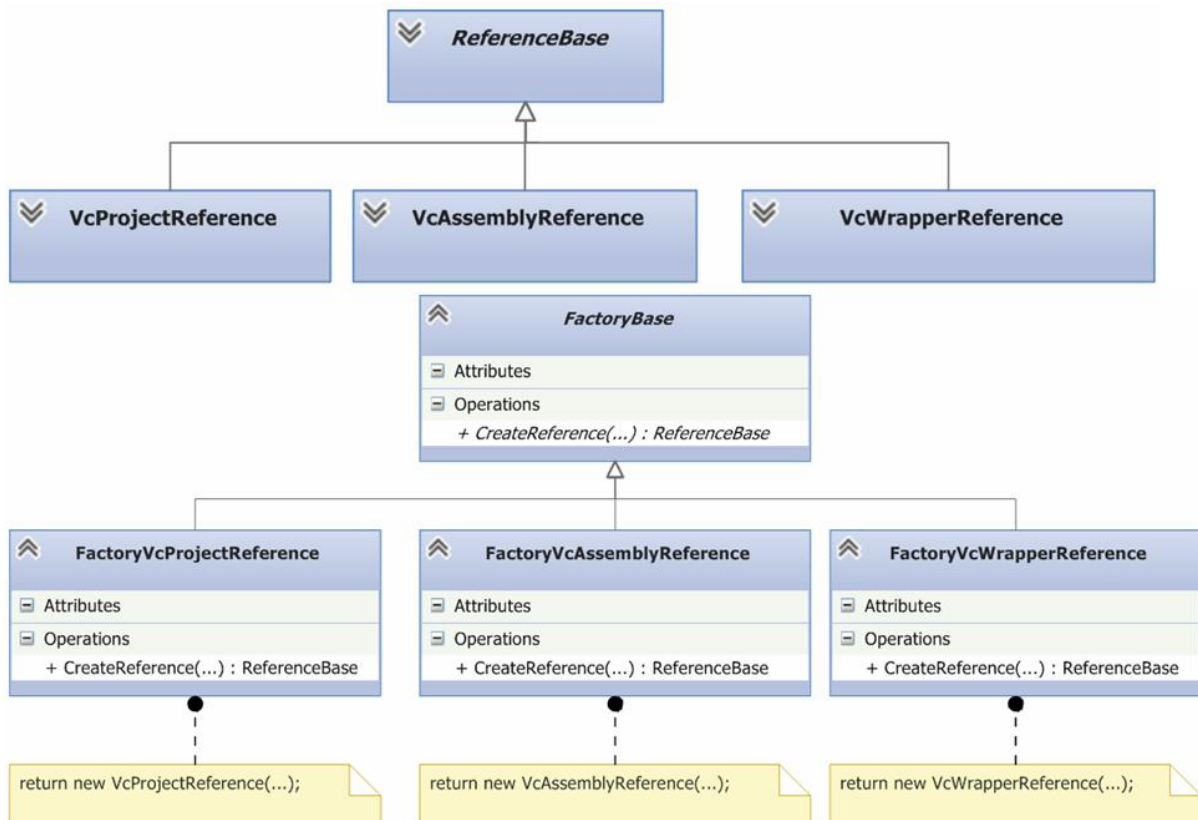 ReferenceBase
VcProjectReference
VcAssemblyReference
VcWrapperReference
FactoryBase
Attributes
Operations
+ CreateReference(...) : ReferenceBase
FactoryVcProjectReference
Attributes
Operations
+ CreateReference(...) : ReferenceBase
return new VcProjectReference(...);
FactoryVcAssemblyReference
Attributes
Operations
+ CreateReference(...) : ReferenceBase
return new VcAssemblyReference(...);
FactoryVcWrapperReference
Attributes
Operations
+ CreateReference(...) : ReferenceBase
return new VcWrapperReference(...);